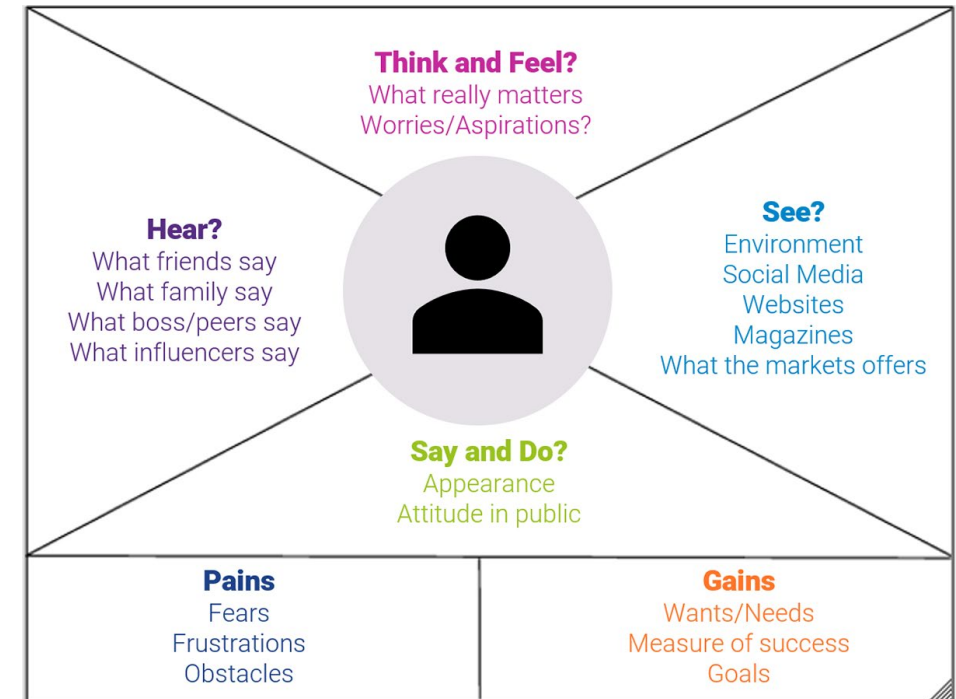 Think and Feel?
What really matters
Worries/Aspirations?
Hear?
What friends say
What family say
What boss/peers say
What influencers say
See?
Environment
Social Media
Websites
Magazines
What the markets offers
Say and Do?
Appearance
Attitude in public
Pains
Fears
Frustrations
Obstacles
Gains
Wants/Needs
Measure of success
Goals